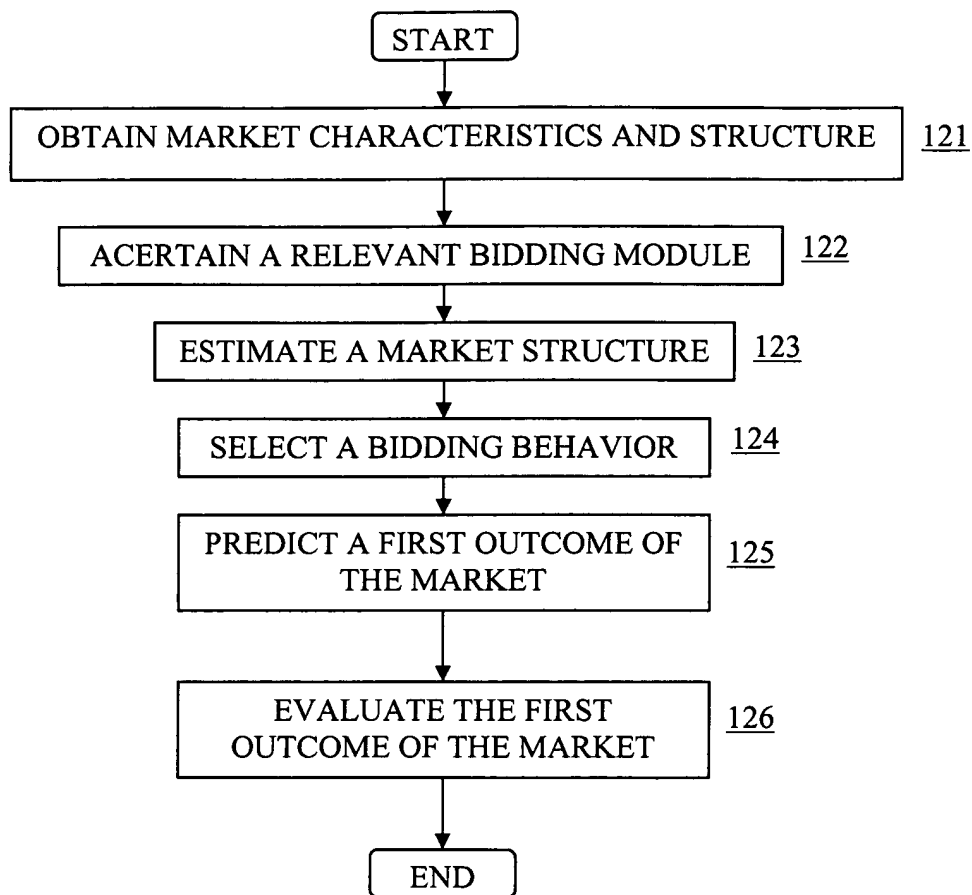 START
OBTAIN MARKET CHARACTERISTICS AND STRUCTURE 121
ACERTAIN A RELEVANT BIDDING MODULE 122
ESTIMATE A MARKET STRUCTURE 123
SELECT A BIDDING BEHAVIOR 124
PREDICT A FIRST OUTCOME OF
THE MARKET 125
EVALUATE THE FIRST
OUTCOME OF THE MARKET 126
END